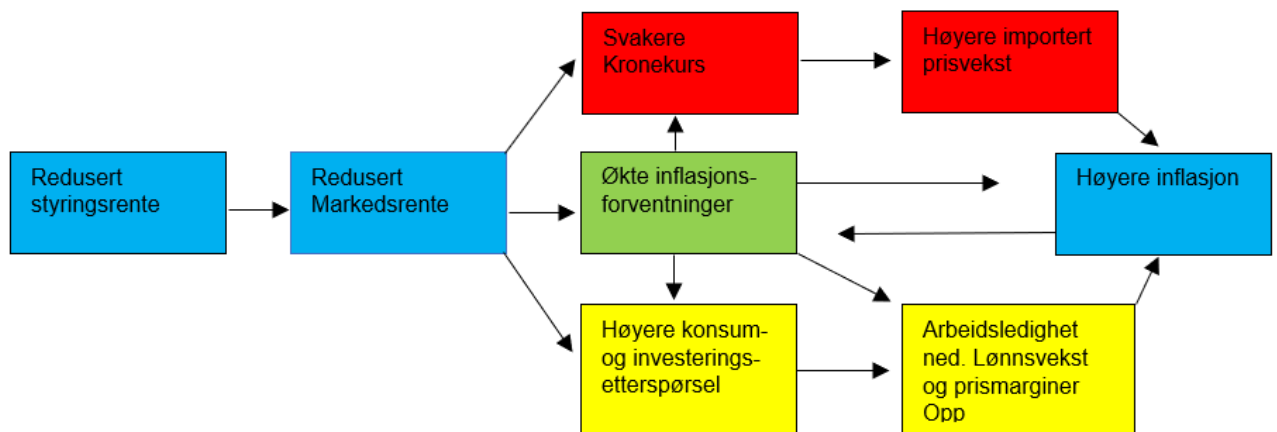 Svakere
Kronekurs
Høyere importert
prisvekst
Redusert
styringsrente
Redusert
Markedsrente
Økte inflasjons-
forventninger
Høyere inflasjon
Høyere konsum-
og investerings-
etterspørsel
Arbeidsledighet
ned. Lønnsvekst
og prismarginer
Opp